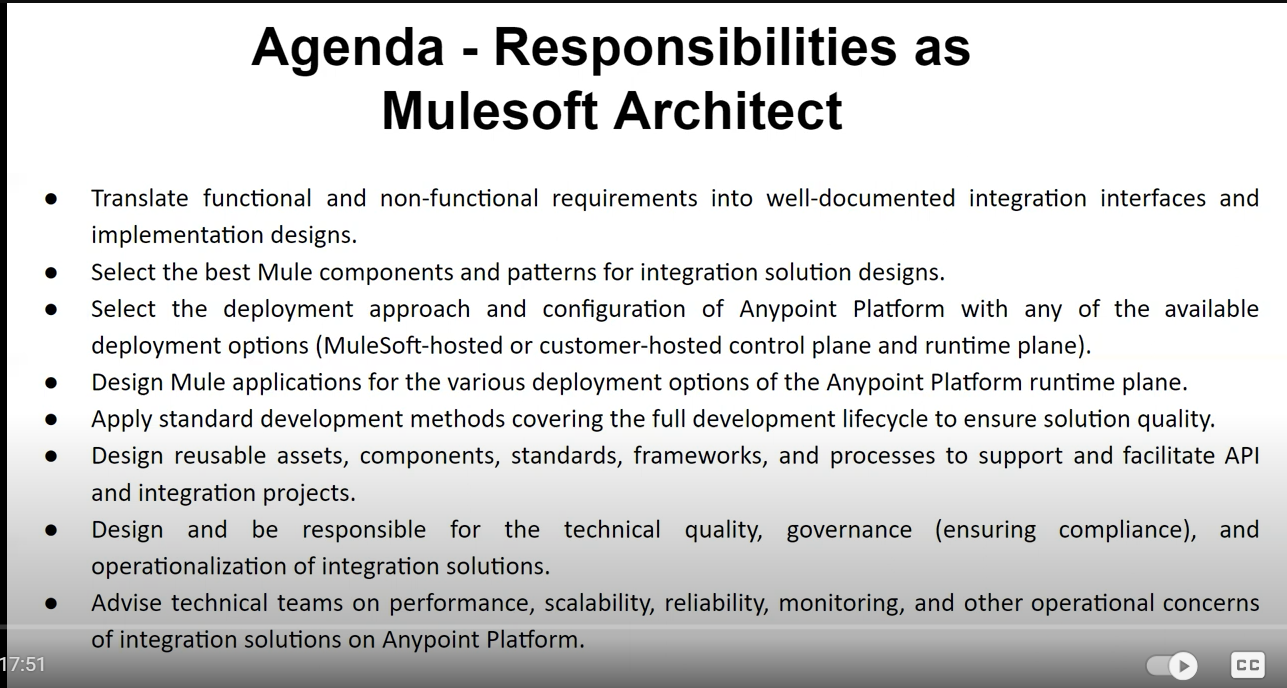 Agenda - Responsibilities as
Mulesoft Architect
● Translate functional and non-functional requirements into well-documented integration interfaces and
implementation designs.
● Select the best Mule components and patterns for integration solution designs.
● Select the deployment approach and configuration of Anypoint Platform with any of the available
deployment options (MuleSoft-hosted or customer-hosted control plane and runtime plane).
● Design Mule applications for the various deployment options of the Anypoint Platform runtime plane.
● Apply standard development methods covering the full development lifecycle to ensure solution quality.
● Design reusable assets, components, standards, frameworks, and processes to support and facilitate API
and integration projects.
● Design and be responsible for the technical quality, governance (ensuring compliance), and
operationalization of integration solutions.
● Advise technical teams on performance, scalability, reliability, monitoring, and other operational concerns
of integration solutions on Anypoint Platform.
17:51
CC